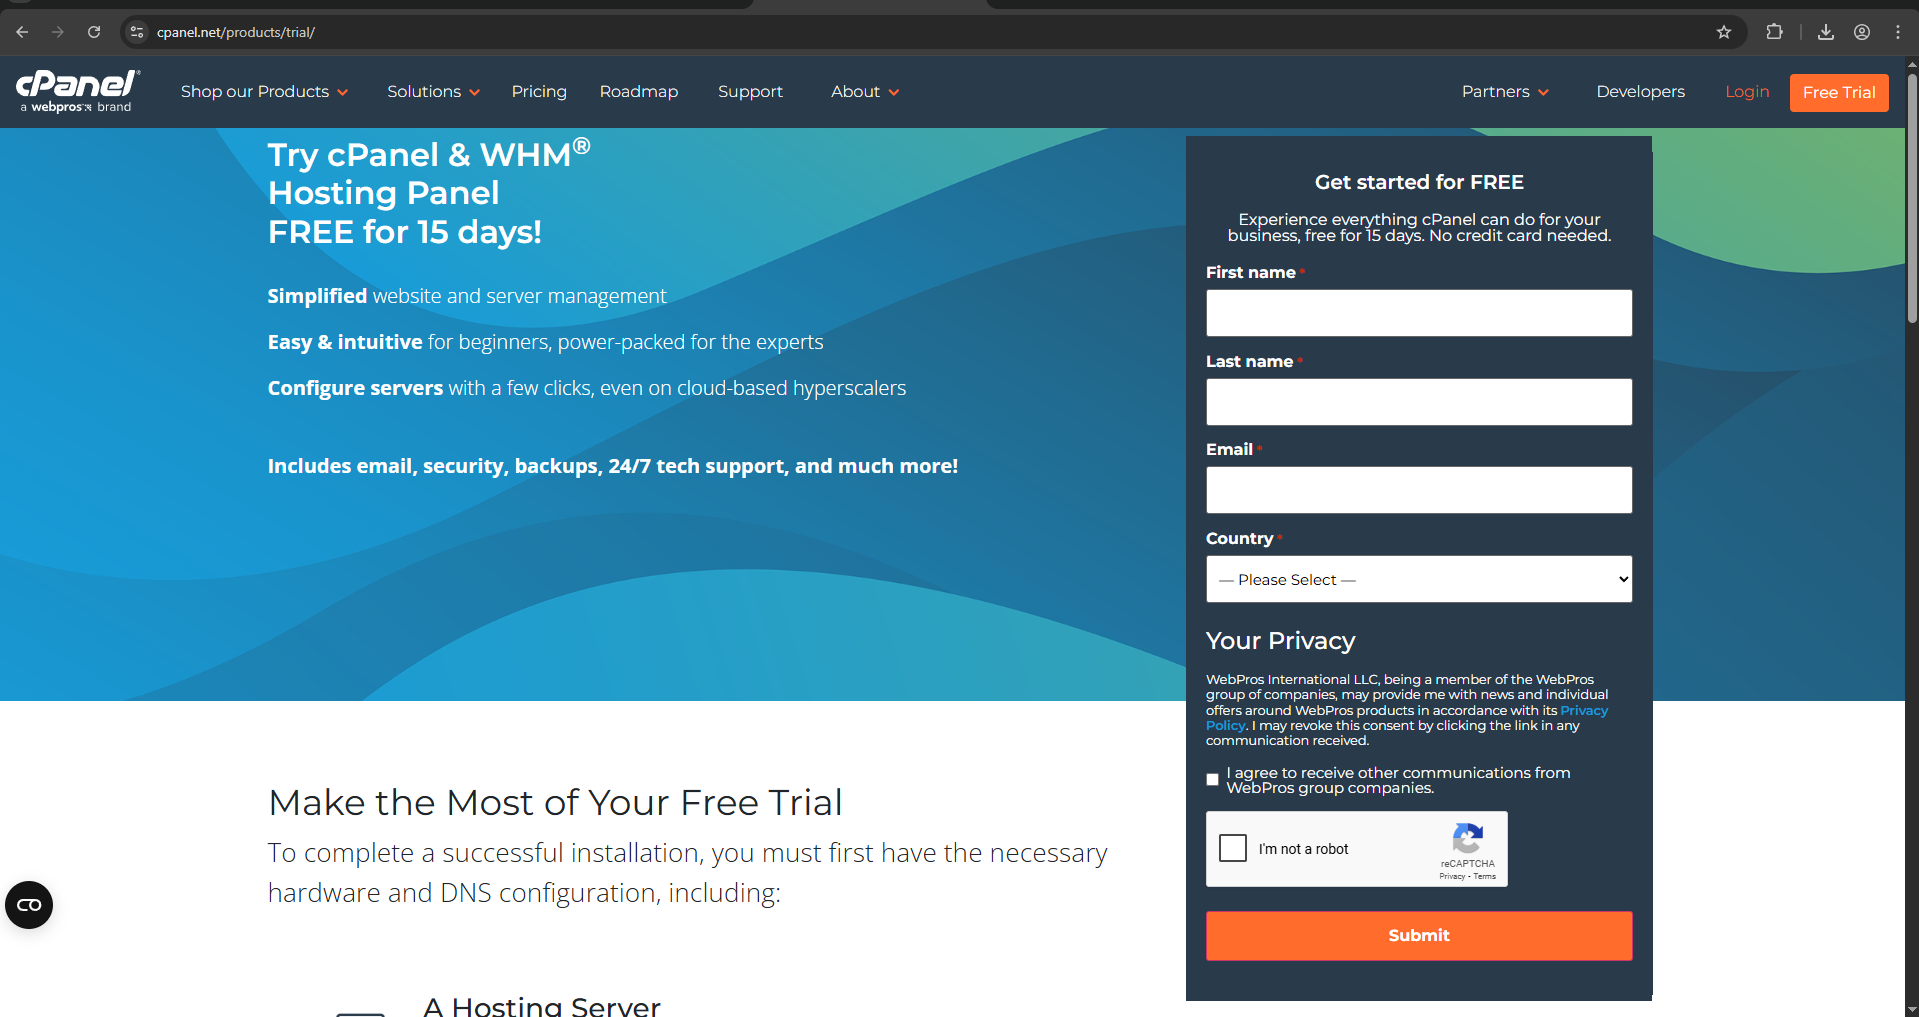 cpanel.net/products/trial/
cPanel®
a webpros brand
Shop our Products
Solutions
Pricing
Roadmap
Support
About
Partners
Developers
Login
Free Trial
Try cPanel & WHM®
Hosting Panel
FREE for 15 days!
Simplified website and server management
Easy & intuitive for beginners, power-packed for the experts
Configure servers with a few clicks, even on cloud-based hyperscalers
Includes email, security, backups, 24/7 tech support, and much more!
Get started for FREE
Experience everything cPanel can do for your
business, free for 15 days. No credit card needed.
First name *
Last name *
Email *
Country *
— Please Select —
Your Privacy
WebPros International LLC, being a member of the WebPros
group of companies, may provide me with news and individual
offers around WebPros products in accordance with its Privacy
Policy. I may revoke this consent by clicking the link in any
communication received.
I agree to receive other communications from
WebPros group companies.
I'm not a robot
reCAPTCHA
Privacy - Terms
Submit
Make the Most of Your Free Trial
To complete a successful installation, you must first have the necessary
hardware and DNS configuration, including:
A Hosting Server